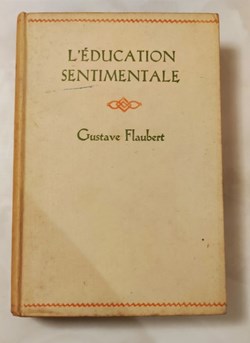 L'ÉDUCATION
SENTIMENTALE
Gustave Flaubert